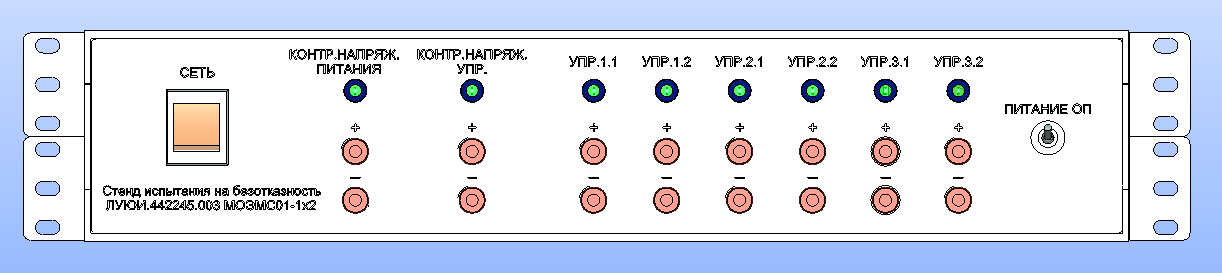 СЕТЬ
КОНТР.НАПРЯЖ.
ПИТАНИЯ
КОНТР.НАПРЯЖ.
УПР.
УПР.1.1
УПР.1.2
УПР.2.1
УПР.2.2
УПР.3.1
УПР.3.2
ПИТАНИЕ ОП
+ + + + + + + +
– – – – – – – –
Стенд испытания на безотказность
ЛУЮИ.442245.003 МОЭМС01-1х2